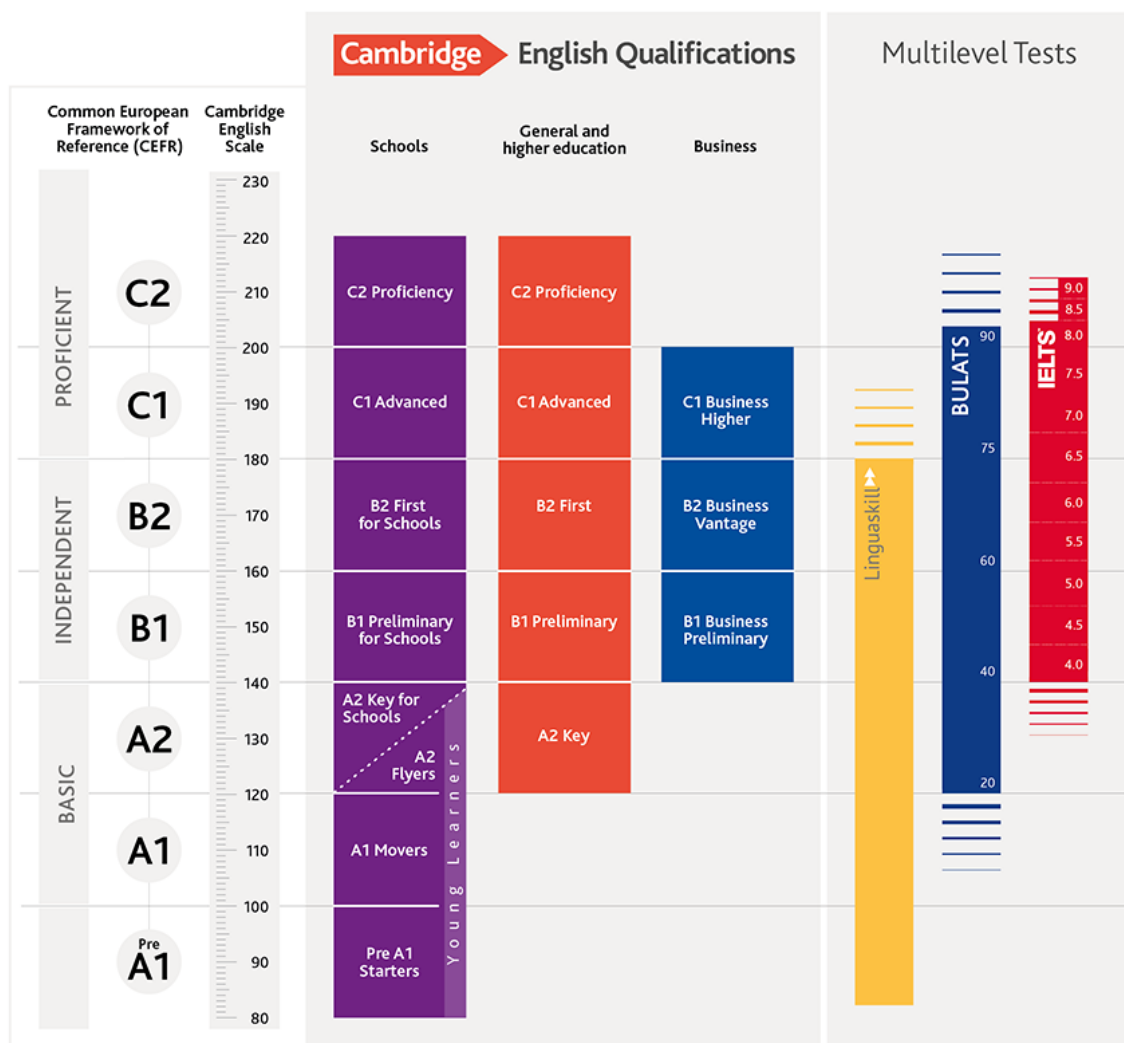 Cambridge English Qualifications
Multilevel Tests
Common European
Framework of
Reference (CEFR)
Cambridge
English
Scale
Schools
General and
higher education
Business
PROFICIENT
INDEPENDENT
BASIC
C2
C1
B2
B1
A2
A1
Pre
A1
230
220
210
200
190
180
170
160
150
140
130
120
110
100
90
80
C2 Proficiency
C1 Advanced
B2 First
for Schools
B1 Preliminary
for Schools
A2 Key for
Schools
A2
Flyers
A1 Movers
Pre A1
Starters
Young Learners
C2 Proficiency
C1 Advanced
B2 First
B1 Preliminary
A2 Key
C1 Business
Higher
B2 Business
Vantage
B1 Business
Preliminary
Linguaskill
BULATS
90
75
60
40
20
IELTS
9.0
8.5
8.0
7.5
7.0
6.5
6.0
5.5
5.0
4.5
4.0